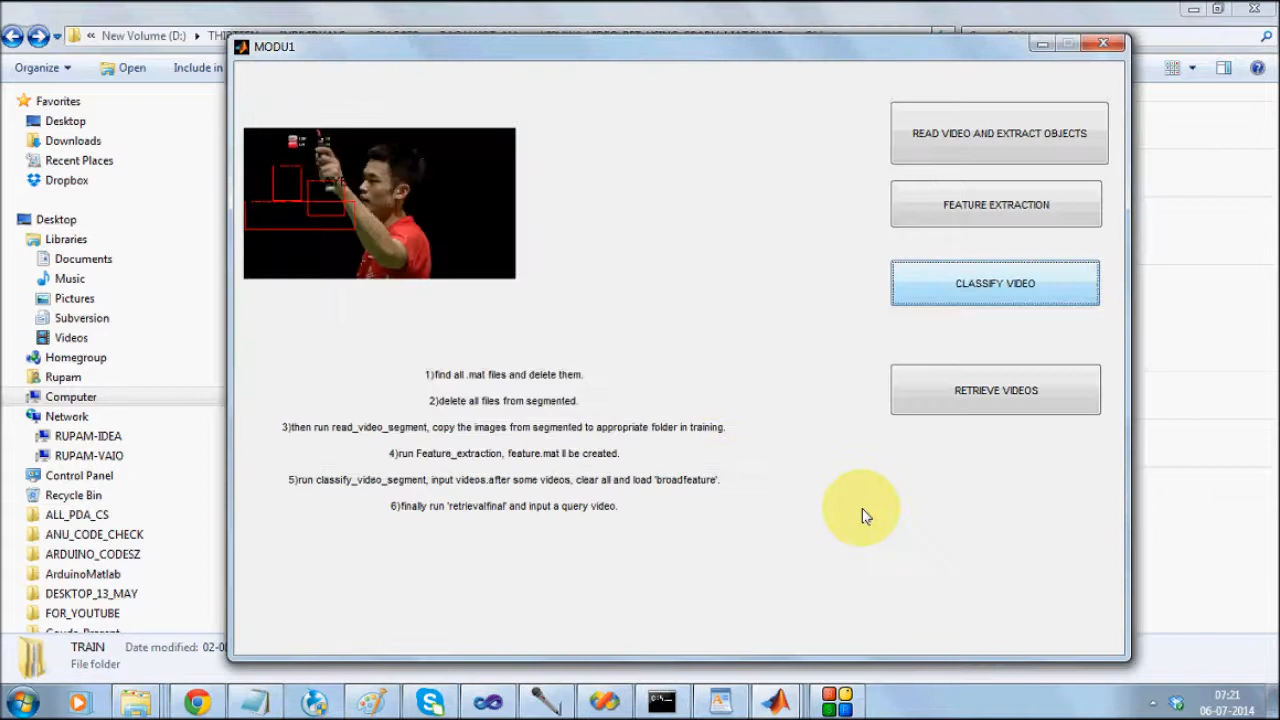 New Volume (D:)
MODU1
Organize
Open
Include in
Favorites
Desktop
Downloads
Recent Places
Dropbox
Desktop
Libraries
Documents
Music
Pictures
Subversion
Videos
Homegroup
Rupam
Computer
Network
RUPAM-IDEA
RUPAM-VAIO
Control Panel
Recycle Bin
ALL_PDA_CS
ANU_CODE_CHECK
ARDUINO_CODESZ
ArduinoMatlab
DESKTOP_13_MAY
FOR_YOUTUBE
READ VIDEO AND EXTRACT OBJECTS
FEATURE EXTRACTION
CLASSIFY VIDEO
RETRIEVE VIDEOS
1)find all .mat files and delete them.
2)delete all files from segmented.
3)then run read_video_segment, copy the images from segmented to appropriate folder in training.
4)run Feature_extraction, feature.mat ll be created.
5)run classify_video_segment, input videos.after some videos, clear all and load 'broadfeature'.
6)finally run 'retrievalfinal' and input a query video.
TRAIN
Date modified: 02-0
File folder
07:21
06-07-2014